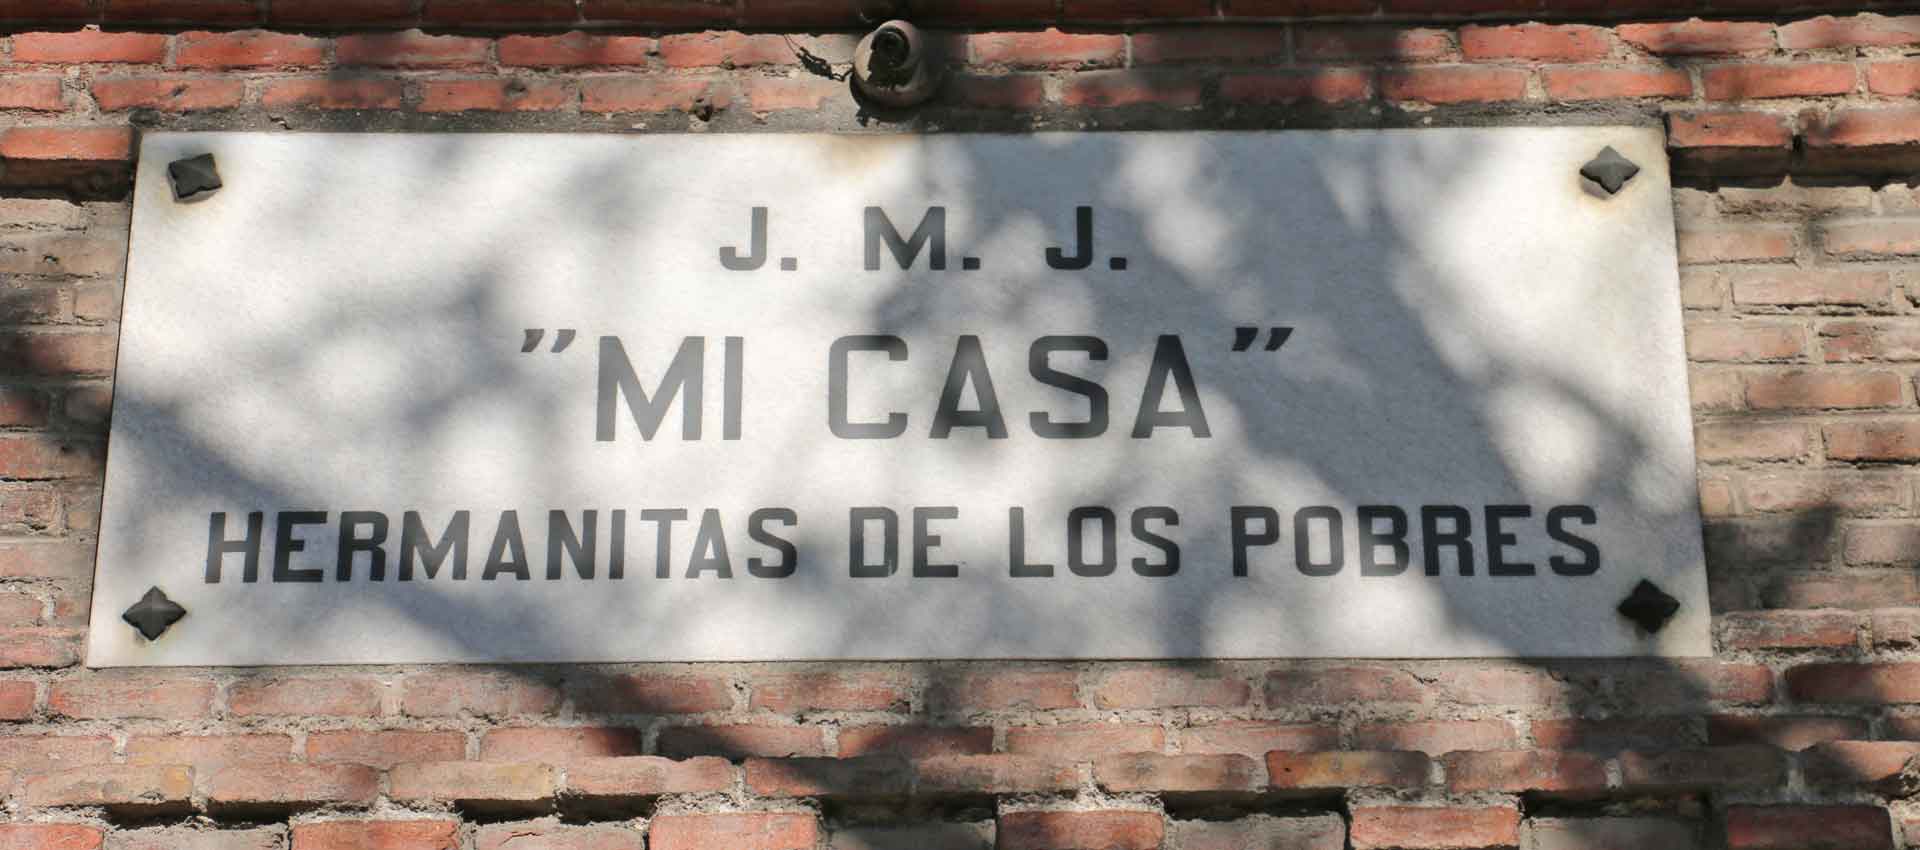 J. M. J.
"MI CASA"
HERMANITAS DE LOS POBRES